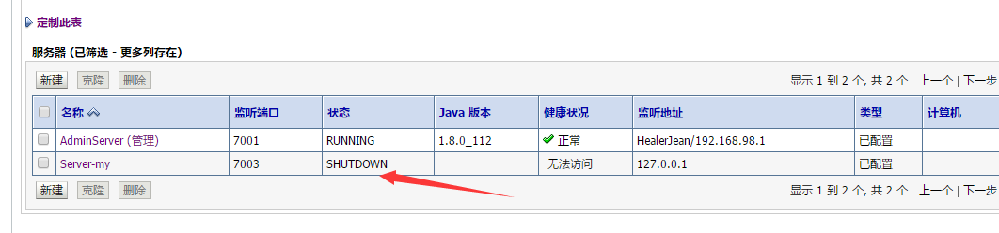 定制此表
服务器 (已筛选 - 更多列存在)
新建 克隆 删除 显示 1 到 2 个, 共 2 个 上一个 | 下一步
名称 监听端口 状态 Java 版本 健康状况 监听地址 类型 计算机
AdminServer (管理) 7001 RUNNING 1.8.0_112 正常 HealerJean/192.168.98.1 已配置
Server-my 7003 SHUTDOWN 无法访问 127.0.0.1 已配置
新建 克隆 删除 显示 1 到 2 个, 共 2 个 上一个 | 下一步